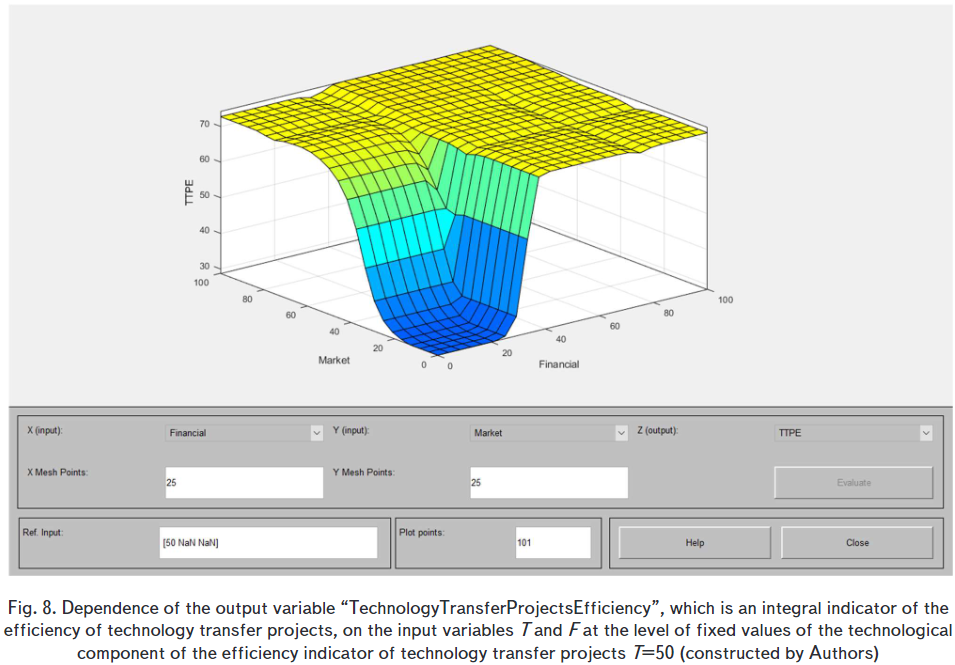 70
60
50
40
30
TTPE
100
80
60
40
20
0
Market
0
20
40
60
80
100
Financial
X (input): Financial Y (input): Market Z (output): TTPE
X Mesh Points: 25 Y Mesh Points: 25 Evaluate
Ref. Input: [50 NaN NaN] Plot points: 101 Help Close
Fig. 8. Dependence of the output variable “TechnologyTransferProjectsEfficiency”, which is an integral indicator of the
efficiency of technology transfer projects, on the input variables T and F at the level of fixed values of the technological
component of the efficiency indicator of technology transfer projects T=50 (constructed by Authors)